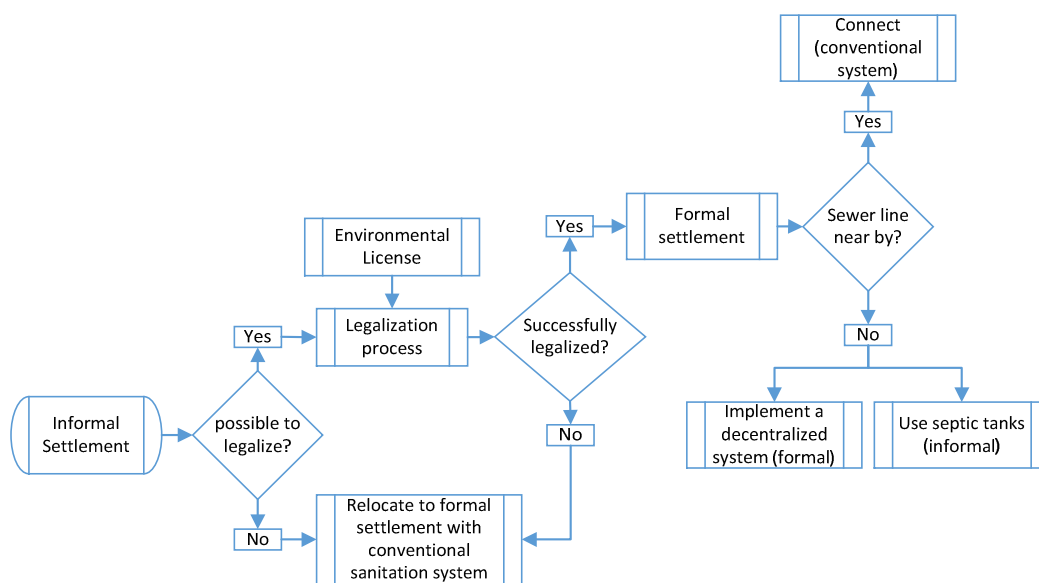 Connect
(conventional
system)
Yes
Sewer line
near by?
Formal
settlement
Yes
Environmental
License
Successfully
legalized?
Legalization
process
Yes
No
possible to
legalize?
Informal
Settlement
No
Implement a
decentralized
system (formal)
Use septic tanks
(informal)
No
Relocate to formal
settlement with
conventional
sanitation system